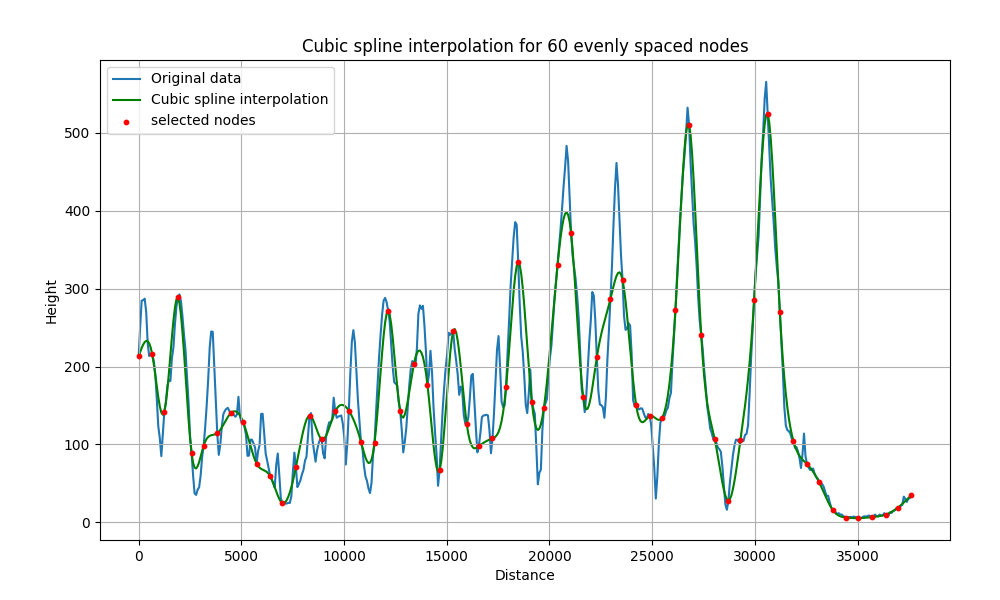 Cubic spline interpolation for 60 evenly spaced nodes
Original data
Cubic spline interpolation
selected nodes
Height
500
400
300
200
100
0
0 5000 10000 15000 20000 25000 30000 35000
Distance